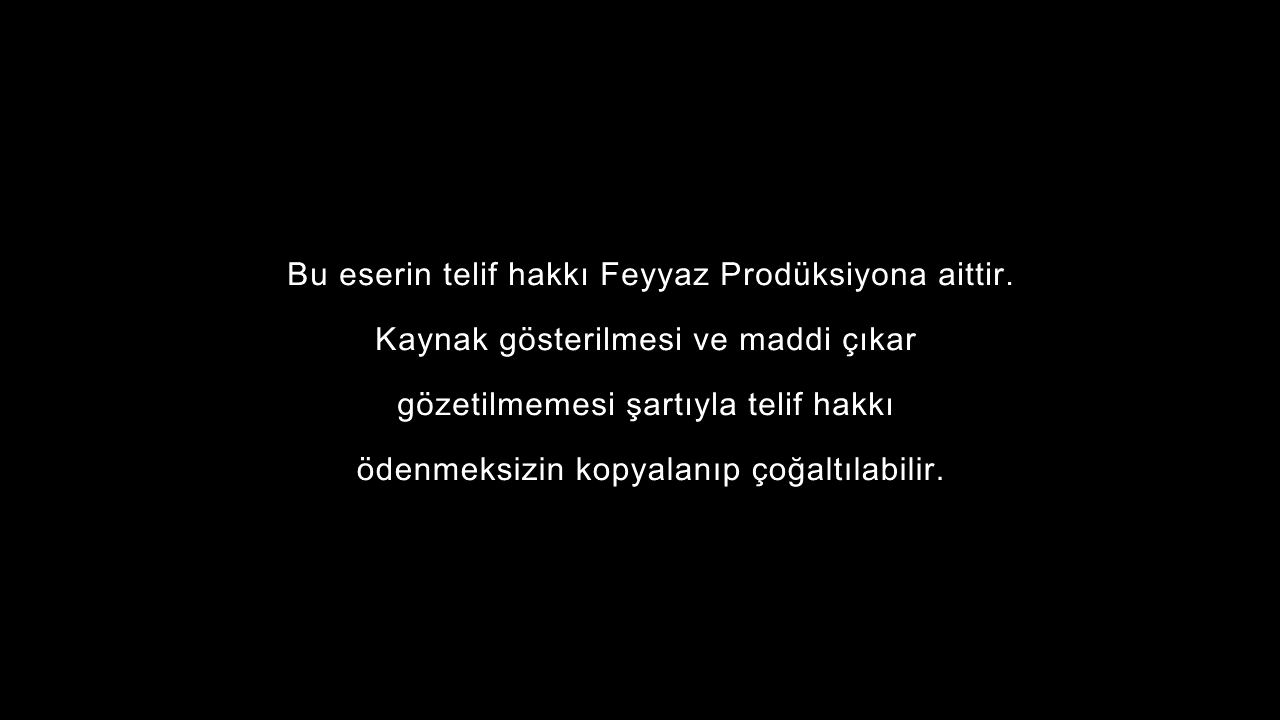 Bu eserin telif hakkı Feyyaz Prodüksiyona aittir.
Kaynak gösterilmesi ve maddi çıkar
gözetilmemesi şartıyla telif hakkı
ödenmeksizin kopyalanıp çoğaltılabilir.